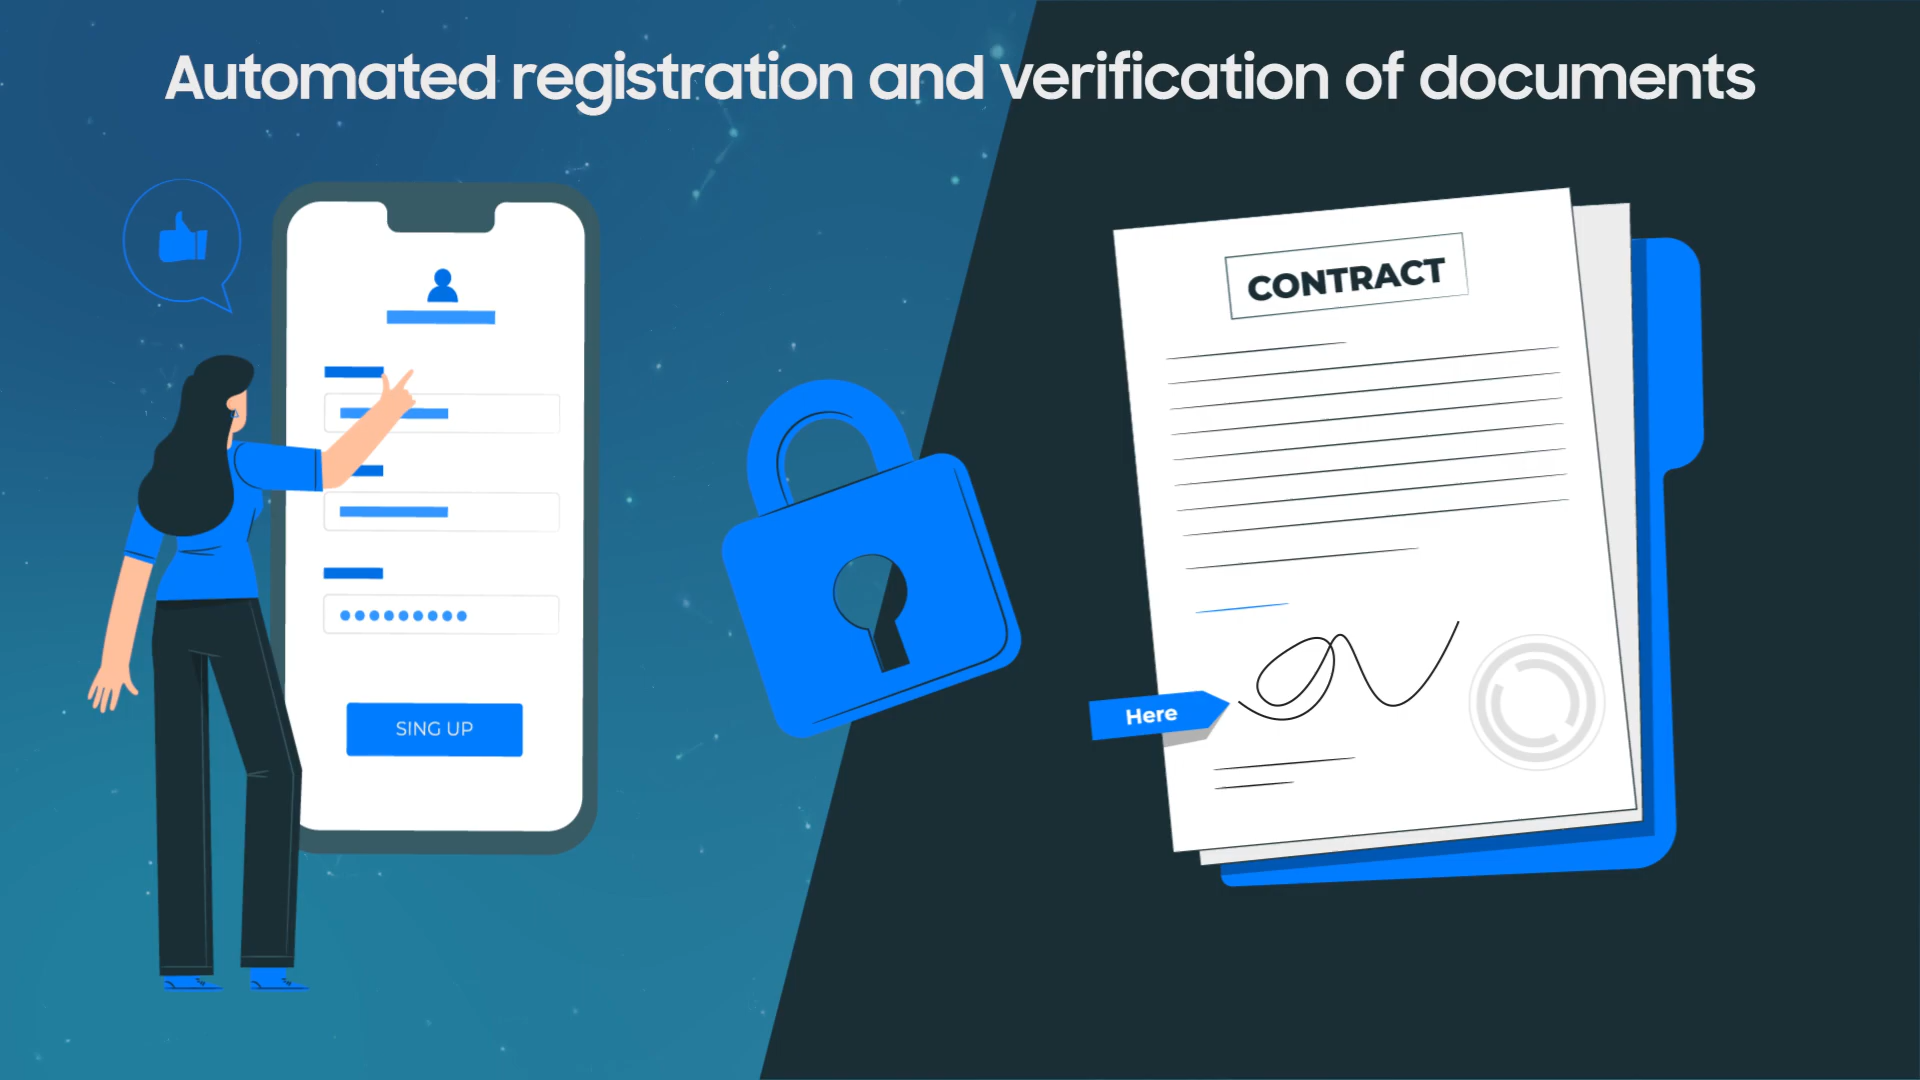 Automated registration and verification of documents
CONTRACT
Here
SING UP